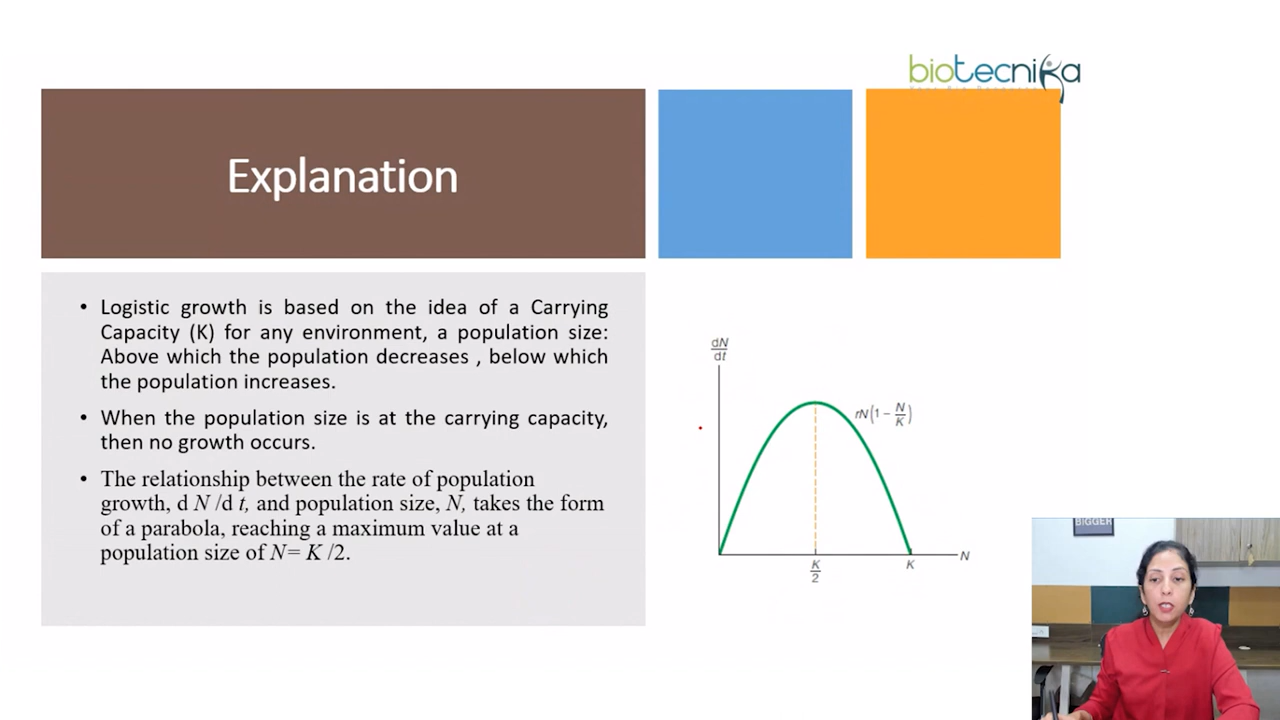 biotecnika
Explanation
• Logistic growth is based on the idea of a Carrying
Capacity (K) for any environment, a population size:
Above which the population decreases , below which
the population increases.
• When the population size is at the carrying capacity,
then no growth occurs.
• The relationship between the rate of population
growth, d N /d t, and population size, N, takes the form
of a parabola, reaching a maximum value at a
population size of N= K /2.
dN
dt
rN(1 − N/K)
N
K
2
K
BIGGER